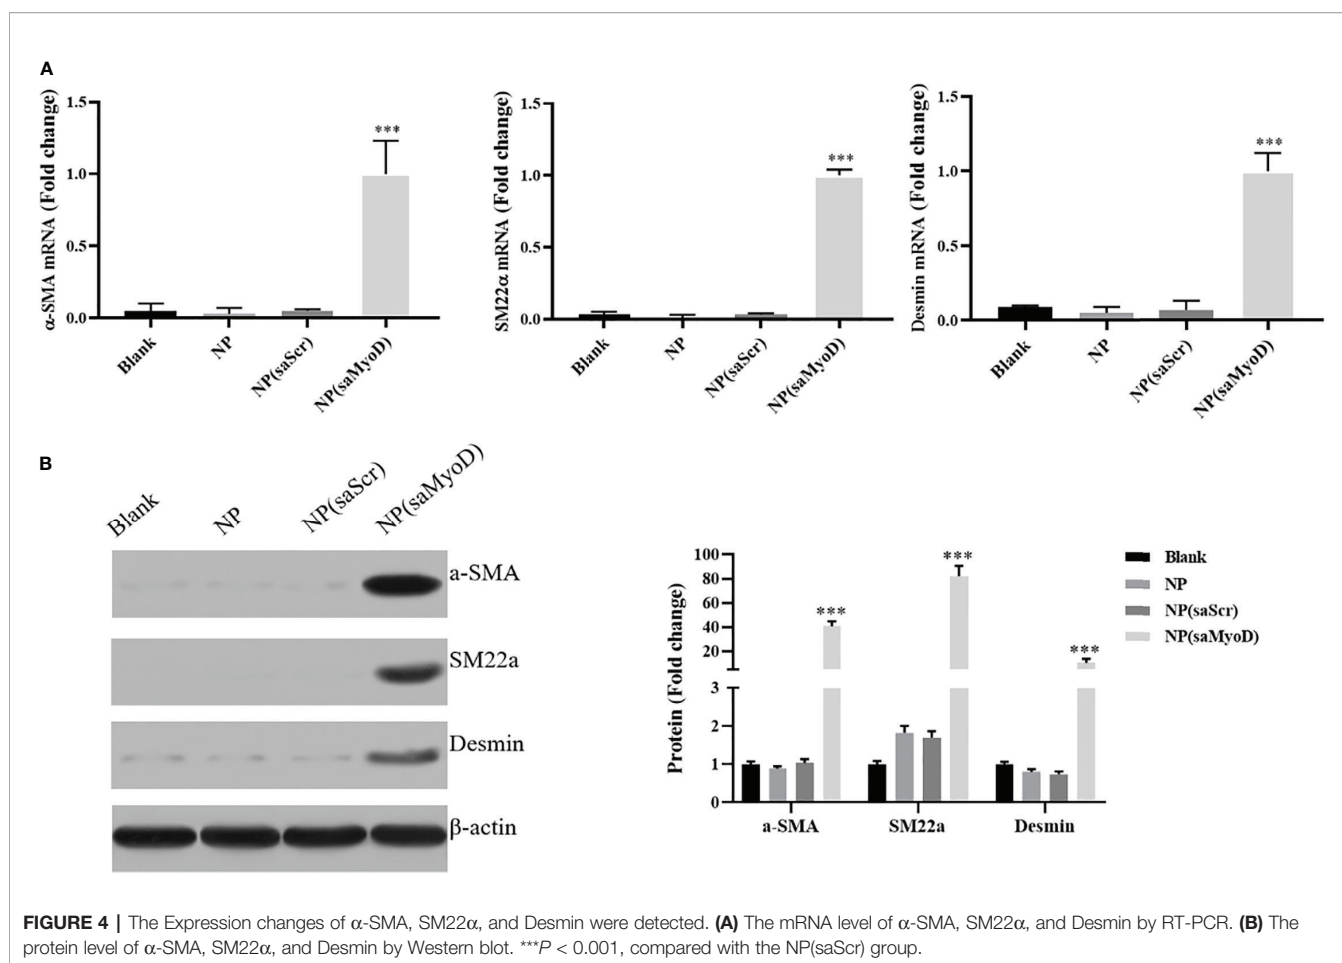 A
α-SMA mRNA (Fold change)
1.5
1.0
0.5
0.0
***
Blank
NP
NP(saScr)
NP(saMyoD)
SM22α mRNA (Fold change)
1.5
1.0
0.5
0.0
***
Blank
NP
NP(saScr)
NP(saMyoD)
Desmin mRNA (Fold change)
1.5
1.0
0.5
0.0
***
Blank
NP
NP(saScr)
NP(saMyoD)
B
Blank
NP
NP(saScr)
NP(saMyoD)
a-SMA
SM22a
Desmin
β-actin
Protein (Fold change)
100
80
60
40
20
3
2
1
0
***
***
***
a-SMA
SM22a
Desmin
Blank
NP
NP(saScr)
NP(saMyoD)
FIGURE 4 | The Expression changes of α-SMA, SM22α, and Desmin were detected. (A) The mRNA level of α-SMA, SM22α, and Desmin by RT-PCR. (B) The
protein level of α-SMA, SM22α, and Desmin by Western blot. ***P < 0.001, compared with the NP(saScr) group.